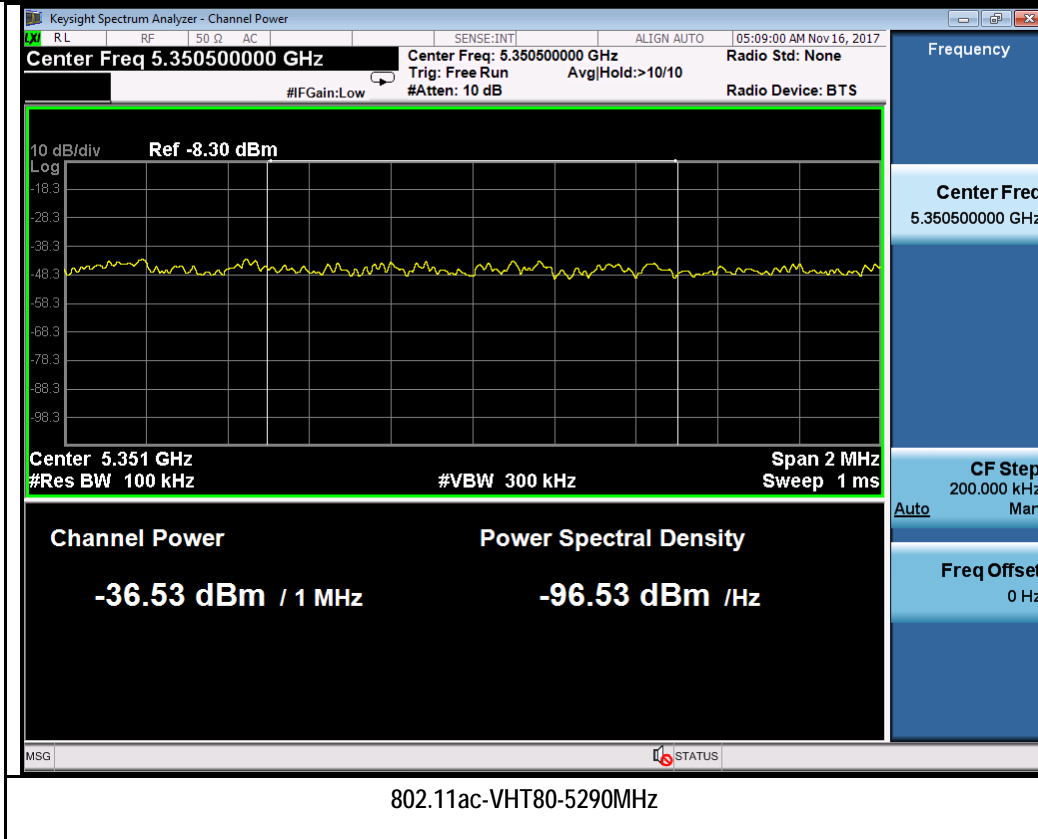 Keysight Spectrum Analyzer - Channel Power
LXI RL RF 50 Ω AC SENSE:INT ALIGN AUTO 05:09:00 AM Nov 16, 2017
Center Freq 5.350500000 GHz
Center Freq: 5.350500000 GHz
Radio Std: None
Trig: Free Run Avg|Hold:>10/10
#IFGain:Low
#Atten: 10 dB
Radio Device: BTS
10 dB/div Ref -8.30 dBm
Log
-18.3
-28.3
-38.3
-48.3
-58.3
-68.3
-78.3
-88.3
-98.3
Center 5.351 GHz Span 2 MHz
#Res BW 100 kHz #VBW 300 kHz Sweep 1 ms
Channel Power Power Spectral Density
-36.53 dBm / 1 MHz -96.53 dBm /Hz
MSG STATUS
Frequency
Center Freq
5.350500000 GHz
CF Step
200.000 kHz
Auto Man
Freq Offset
0 Hz
802.11ac-VHT80-5290MHz